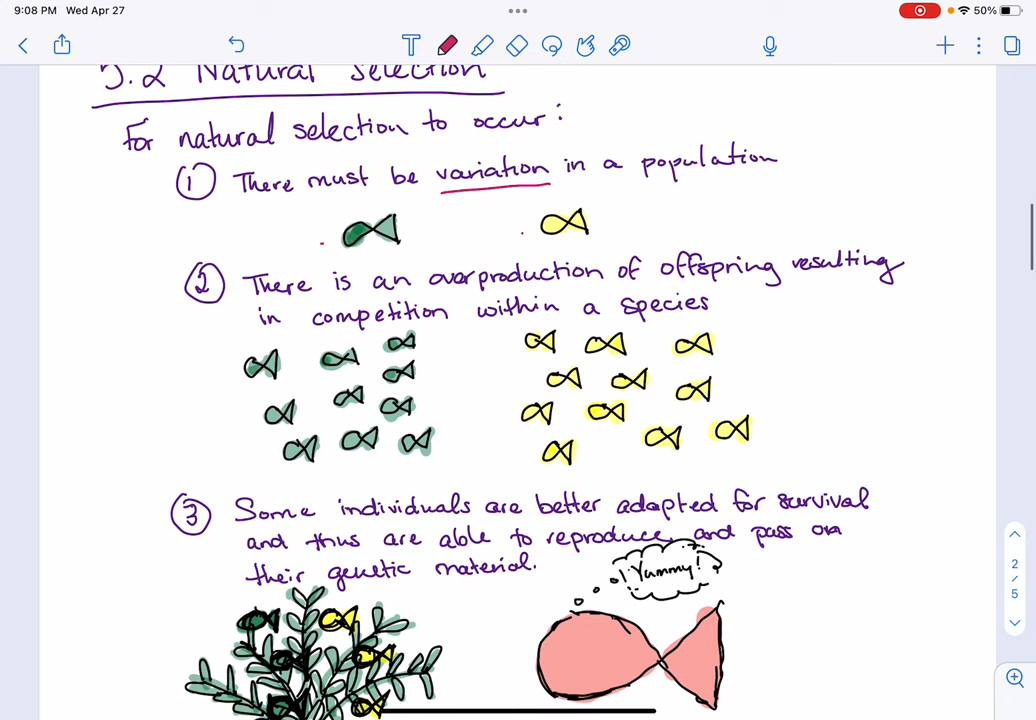 9:08 PM Wed Apr 27
50%
5.2 Natural Selection
For natural selection to occur:
① There must be variation in a population
② There is an overproduction of offspring resulting
in competition within a species
③ Some individuals are better adapted for survival
and thus are able to reproduce and pass on
their genetic material.
Yummy!
2
/
5